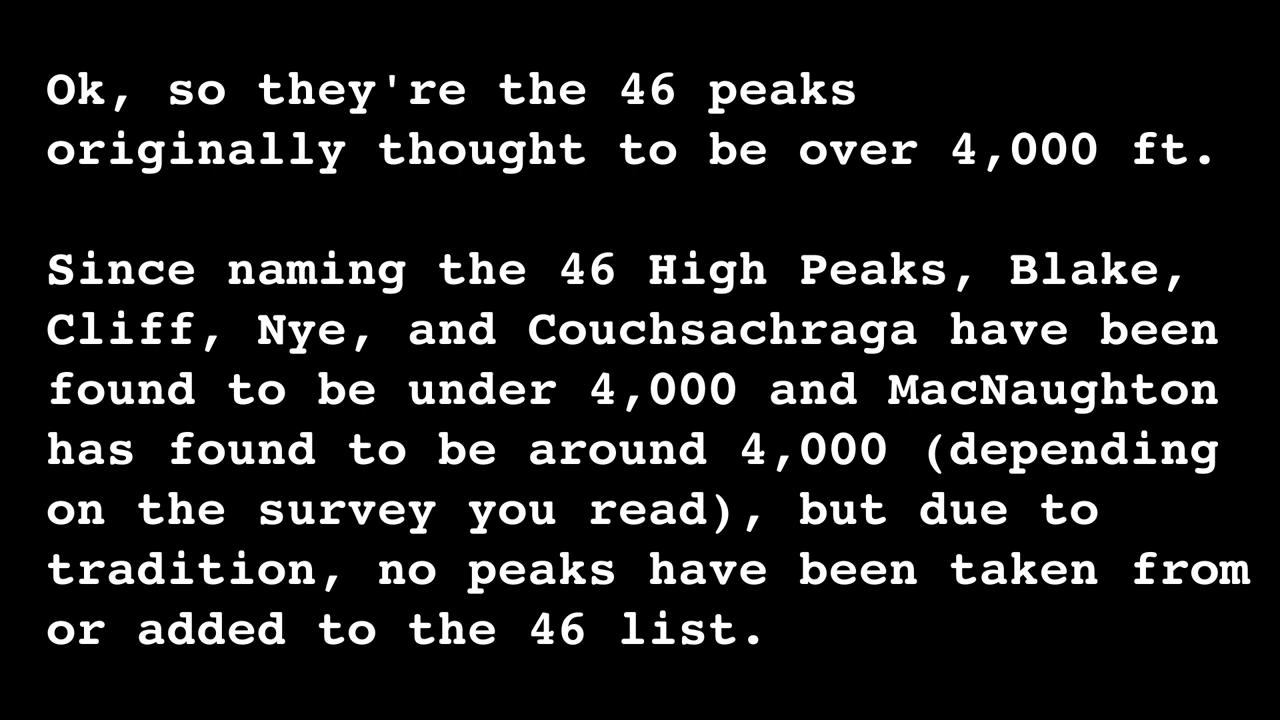 Ok, so they're the 46 peaks
originally thought to be over 4,000 ft.
Since naming the 46 High Peaks, Blake,
Cliff, Nye, and Couchsachraga have been
found to be under 4,000 and MacNaughton
has found to be around 4,000 (depending
on the survey you read), but due to
tradition, no peaks have been taken from
or added to the 46 list.